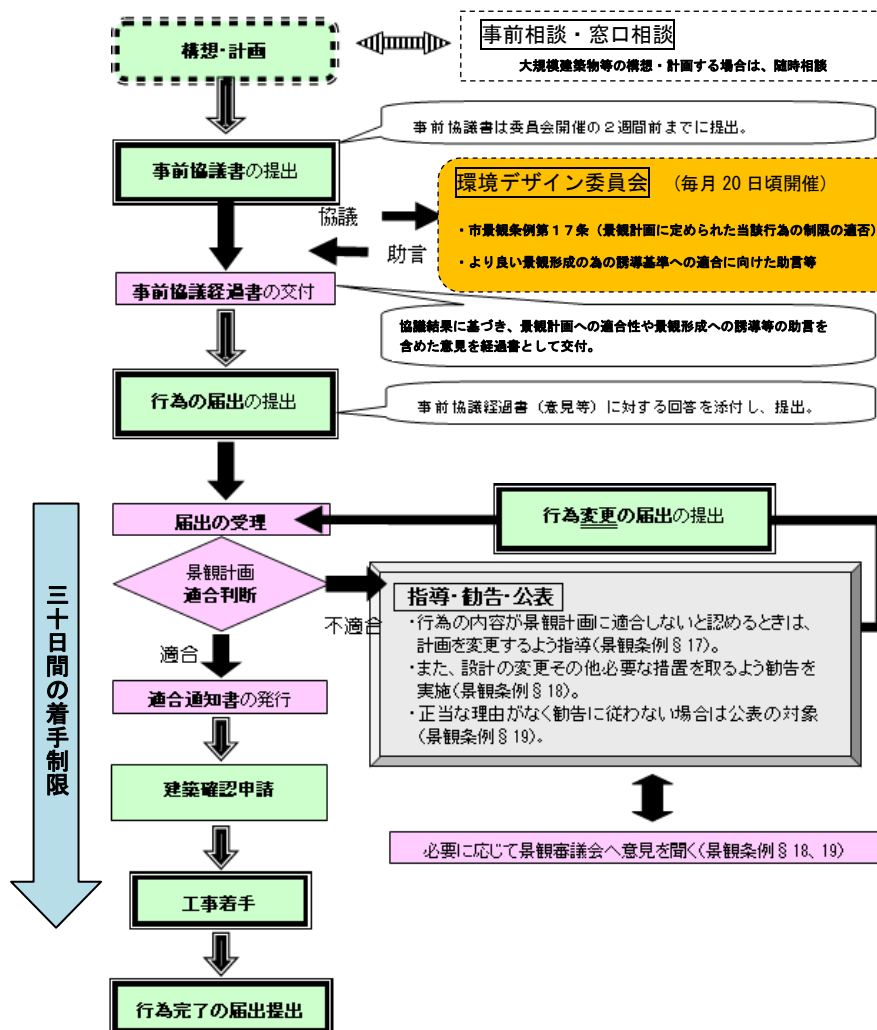 構想・計画
事前相談・窓口相談
大規模建築物等の構想・計画する場合は、随時相談
事前協議書は委員会開催の２週間前までに提出。
事前協議書の提出
環境デザイン委員会　（毎月 20 日頃開催）
・市景観条例第１７条（景観計画に定められた当該行為の制限の適否）
・より良い景観形成の為の誘導基準への適合に向けた助言等
協議
助言
事前協議経過書の交付
協議結果に基づき、景観計画への適合性や景観形成への誘導等の助言を
含めた意見を経過書として交付。
行為の届出の提出
事前協議経過書（意見等）に対する回答を添付し、提出。
届出の受理
行為変更の届出の提出
景観計画
適合判断
不適合
適合
指導・勧告・公表
・行為の内容が景観計画に適合しないと認めるときは、
計画を変更するよう指導(景観条例§17)。
・また、設計の変更その他必要な措置を取るよう勧告を
実施(景観条例§18)。
・正当な理由がなく勧告に従わない場合は公表の対象
(景観条例§19)。
適合通知書の発行
三十日間の着手制限
建築確認申請
必要に応じて景観審議会へ意見を聞く(景観条例§18、19)
工事着手
行為完了の届出提出